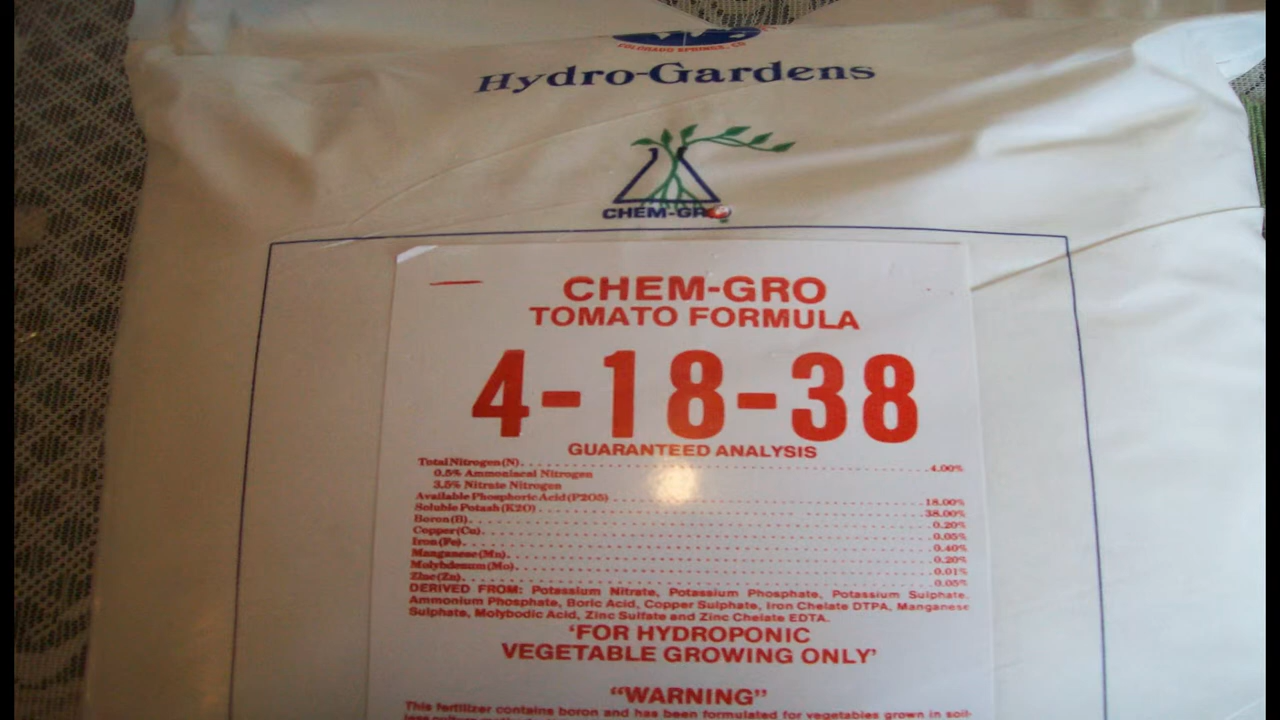 COLORADO SPRINGS, CO
Hydro-Gardens
CHEM-GRO
CHEM-GRO
TOMATO FORMULA
4-18-38
GUARANTEED ANALYSIS
Total Nitrogen (N). . . . . . . . . . . . . . . . . . . . 4.00%
0.5% Ammoniacal Nitrogen
3.5% Nitrate Nitrogen
Available Phosphoric Acid (P2O5) . . . . . . . . . . . . . . . . . . . . 18.00%
Soluble Potash (K2O) . . . . . . . . . . . . . . . . . . . . 38.00%
Boron (B). . . . . . . . . . . . . . . . . . . . 0.20%
Copper (Cu). . . . . . . . . . . . . . . . . . . . 0.05%
Iron (Fe). . . . . . . . . . . . . . . . . . . . 0.40%
Manganese (Mn). . . . . . . . . . . . . . . . . . . . 0.20%
Molybdenum (Mo). . . . . . . . . . . . . . . . . . . . 0.01%
Zinc (Zn). . . . . . . . . . . . . . . . . . . . 0.05%
DERIVED FROM: Potassium Nitrate, Potassium Phosphate, Potassium Sulphate.
Ammonium Phosphate, Boric Acid, Copper Sulphate, Iron Chelate DTPA, Manganese
Sulphate, Molybodic Acid, Zinc Sulfate and Zinc Chelate EDTA.
'FOR HYDROPONIC
VEGETABLE GROWING ONLY'
"WARNING"
This fertilizer contains boron and has been formulated for vegetables grown in soil-